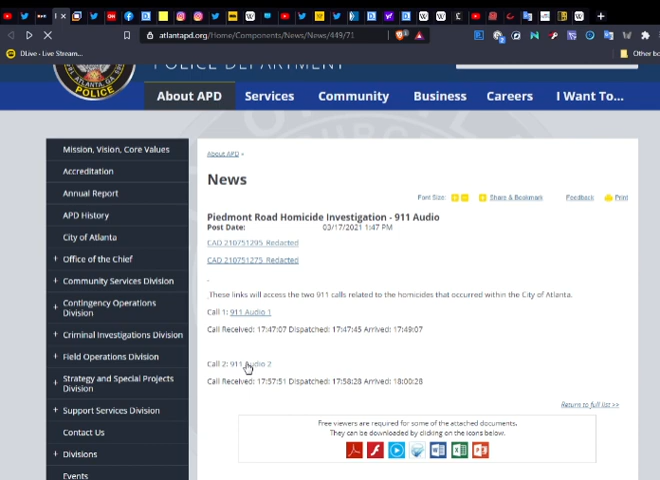 atlantapd.org/Home/Components/News/News/449/71
DLive - Live Stream...
Other bo
POLICE DEPARTMENT
ATLANTA GA
POLICE
About APD Services Community Business Careers I Want To...
Mission, Vision, Core Values
Accreditation
Annual Report
APD History
City of Atlanta
+ Office of the Chief
+ Community Services Division
+ Contingency Operations
Division
+ Criminal Investigations Division
+ Field Operations Division
+ Strategy and Special Projects
Division
+ Support Services Division
Contact Us
+ Divisions
Events
About APD »
News
Font Size: + - + Share & Bookmark Feedback Print
Piedmont Road Homicide Investigation - 911 Audio
Post Date: 03/17/2021 1:47 PM
CAD 210751295_Redacted
CAD 210751275_Redacted
.
.These links will access the two 911 calls related to the homicides that occurred within the City of Atlanta.
Call 1: 911 Audio 1
Call Received: 17:47:07 Dispatched: 17:47:45 Arrived: 17:49:07
Call 2: 911 Audio 2
Call Received: 17:57:51 Dispatched: 17:58:28 Arrived: 18:00:28
Return to full list >>
Free viewers are required for some of the attached documents.
They can be downloaded by clicking on the icons below.